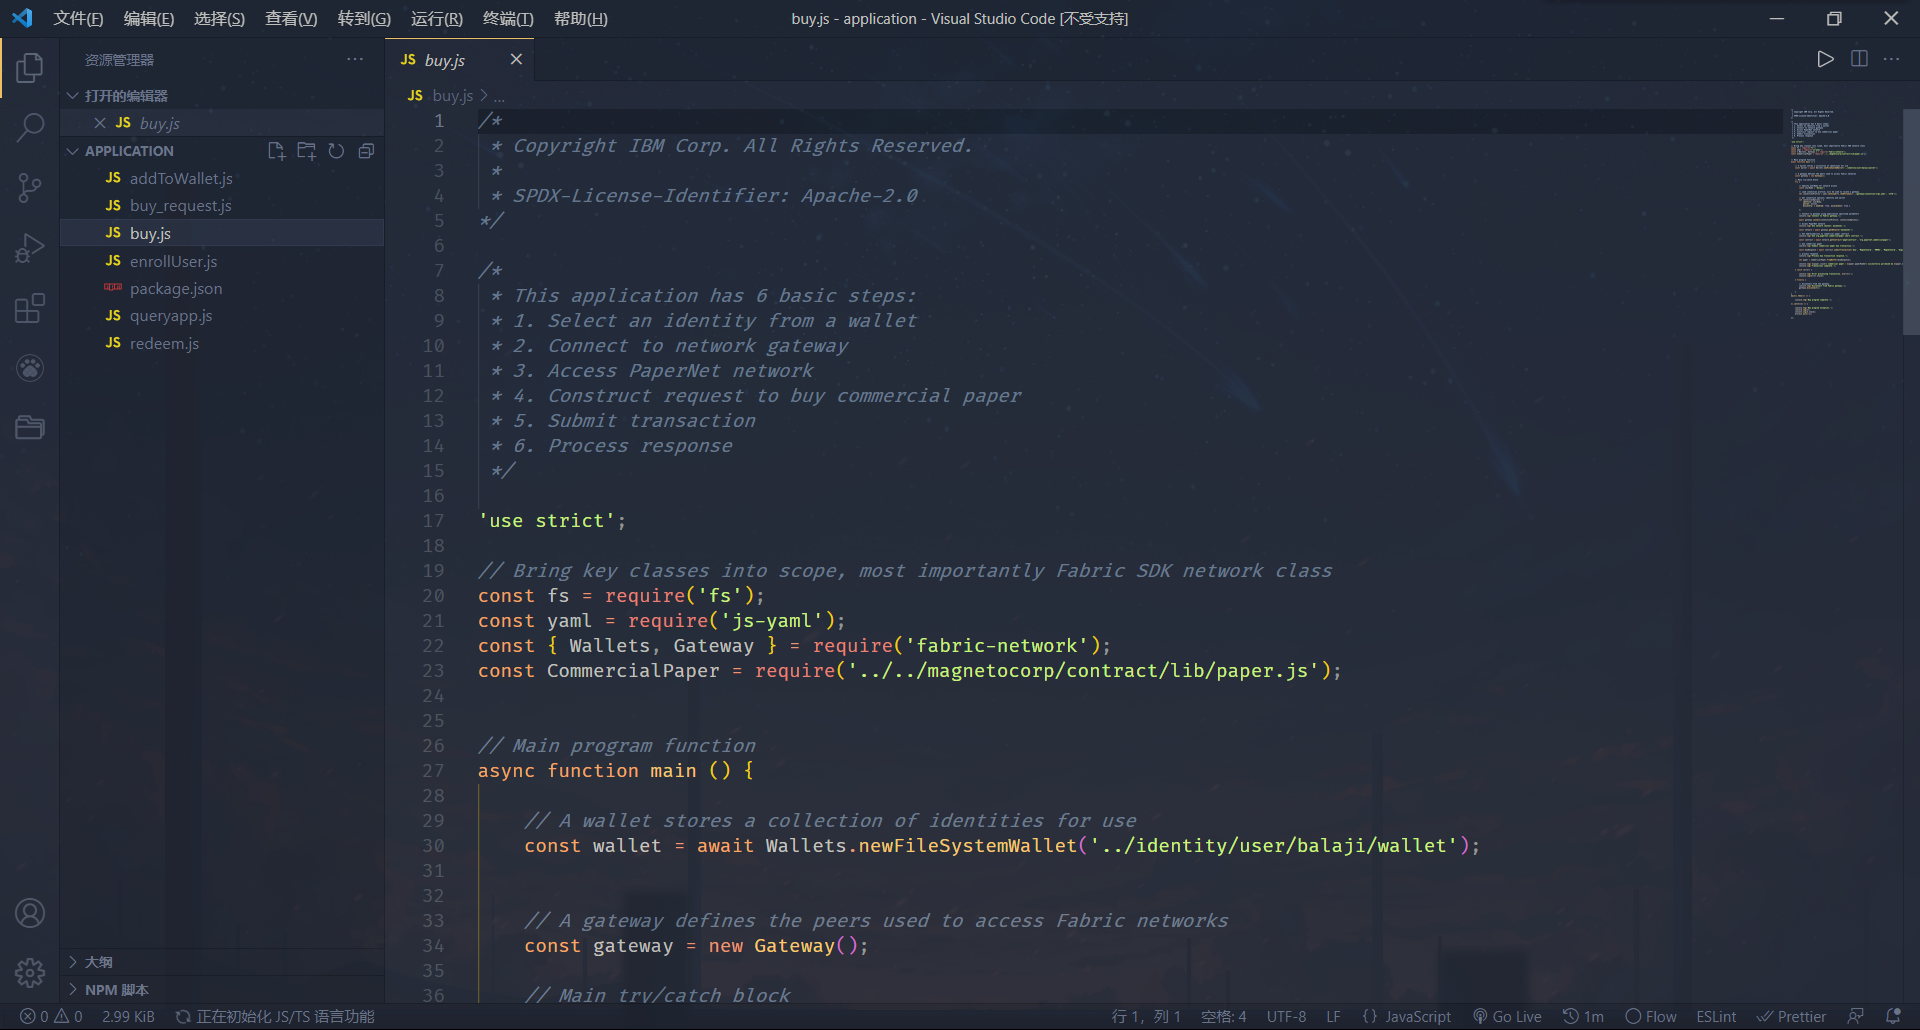 文件(F) 编辑(E) 选择(S) 查看(V) 转到(G) 运行(R) 终端(T) 帮助(H)
buy.js - application - Visual Studio Code [不受支持]
资源管理器
打开的编辑器
JS buy.js
APPLICATION
JS addToWallet.js
JS buy_request.js
JS buy.js
JS enrollUser.js
package.json
JS queryapp.js
JS redeem.js
大纲
NPM 脚本
JS buy.js
JS buy.js > ...
1 /*
2 * Copyright IBM Corp. All Rights Reserved.
3 *
4 * SPDX-License-Identifier: Apache-2.0
5 */
6
7 /*
8 * This application has 6 basic steps:
9 * 1. Select an identity from a wallet
10 * 2. Connect to network gateway
11 * 3. Access PaperNet network
12 * 4. Construct request to buy commercial paper
13 * 5. Submit transaction
14 * 6. Process response
15 */
16
17 'use strict';
18
19 // Bring key classes into scope, most importantly Fabric SDK network class
20 const fs = require('fs');
21 const yaml = require('js-yaml');
22 const { Wallets, Gateway } = require('fabric-network');
23 const CommercialPaper = require('../../magnetocorp/contract/lib/paper.js');
24
25
26 // Main program function
27 async function main () {
28
29 // A wallet stores a collection of identities for use
30 const wallet = await Wallets.newFileSystemWallet('../identity/user/balaji/wallet');
31
32
33 // A gateway defines the peers used to access Fabric networks
34 const gateway = new Gateway();
35
36 // Main try/catch block
0 0 2.99 KiB 正在初始化 JS/TS 语言功能
行 1，列 1 空格: 4 UTF-8 LF {} JavaScript Go Live 1m Flow ESLint Prettier